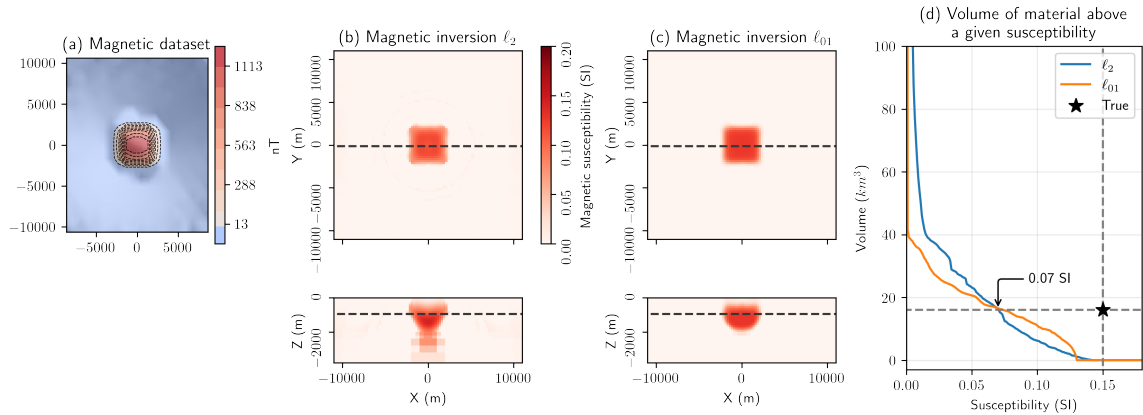 (a) Magnetic dataset
10000
5000
0
−5000
−10000
−5000
0
5000
1113
838
563
288
13
nT
(b) Magnetic inversion ℓ2
Y (m)
10000
5000
0
−5000
−10000
0.20
0.15
0.10
0.05
0.00
Magnetic susceptibility (SI)
Z (m)
0
−2000
−10000
0
10000
X (m)
(c) Magnetic inversion ℓ01
Y (m)
10000
5000
0
−5000
−10000
Z (m)
0
−2000
−10000
0
10000
X (m)
(d) Volume of material above
a given susceptibility
Volume (km³)
100
80
60
40
20
0
ℓ2
ℓ01
True
0.07 SI
0.00
0.05
0.10
0.15
Susceptibility (SI)